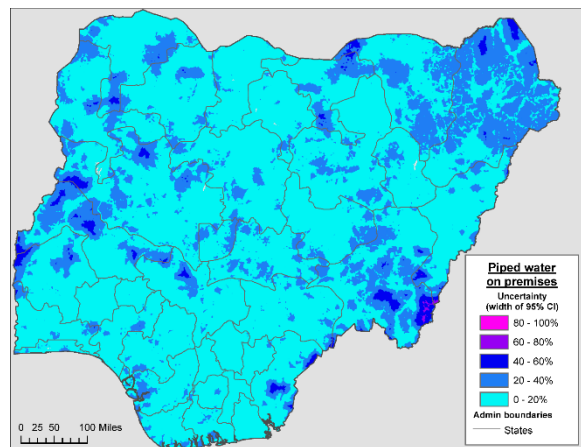 Piped water
on premises
Uncertainty
(width of 95% CI)
80 - 100%
60 - 80%
40 - 60%
20 - 40%
0 - 20%
Admin boundaries
States
0 25 50 100 Miles